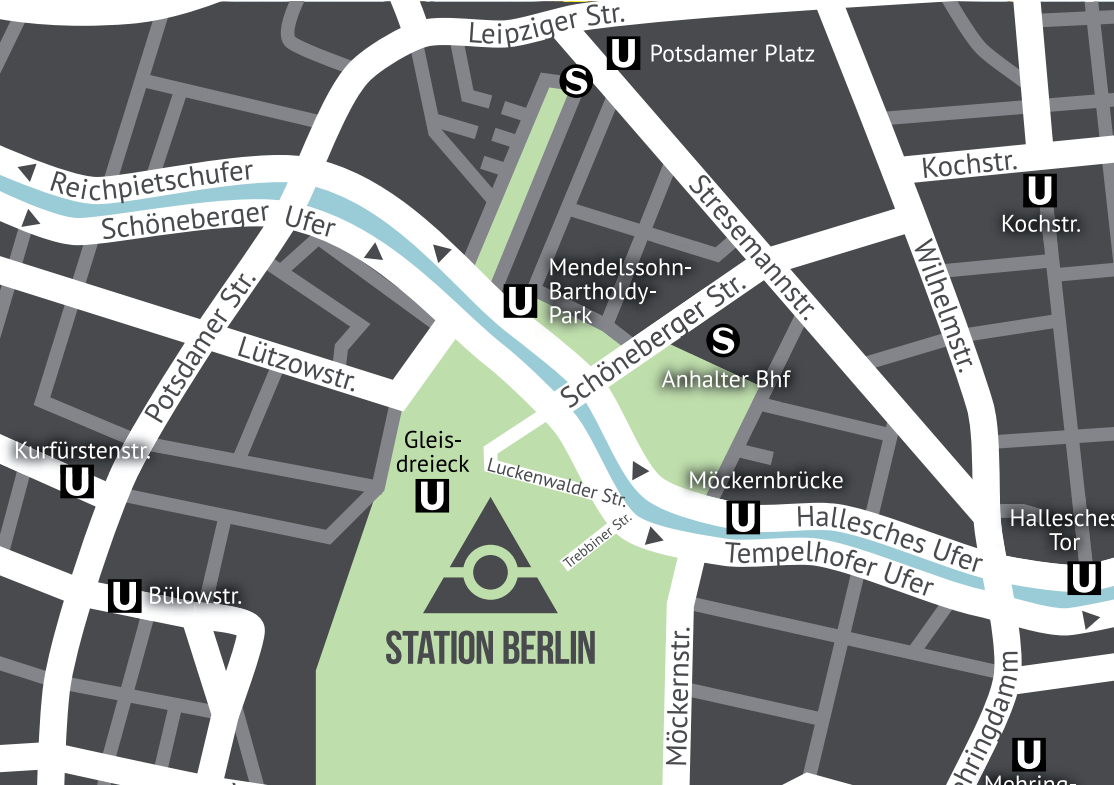 Leipziger Str.
U Potsdamer Platz
S
Kochstr.
U
Kochstr.
Reichpietschufer
Schöneberger Ufer
Stresemannstr.
Wilhelmstr.
Mendelssohn-
U Bartholdy-
Park
Potsdamer Str.
Schöneberger Str.
S
Anhalter Bhf
Lützowstr.
Kurfürstenstr.
U
Gleis-
dreieck
U
Luckenwalder Str.
Trebbiner Str.
Möckernbrücke
U
Hallesches Ufer
Tempelhofer Ufer
Hallesches
Tor
U
U Bülowstr.
STATION BERLIN
Möckernstr.
ehringdamm
U
Mehring-